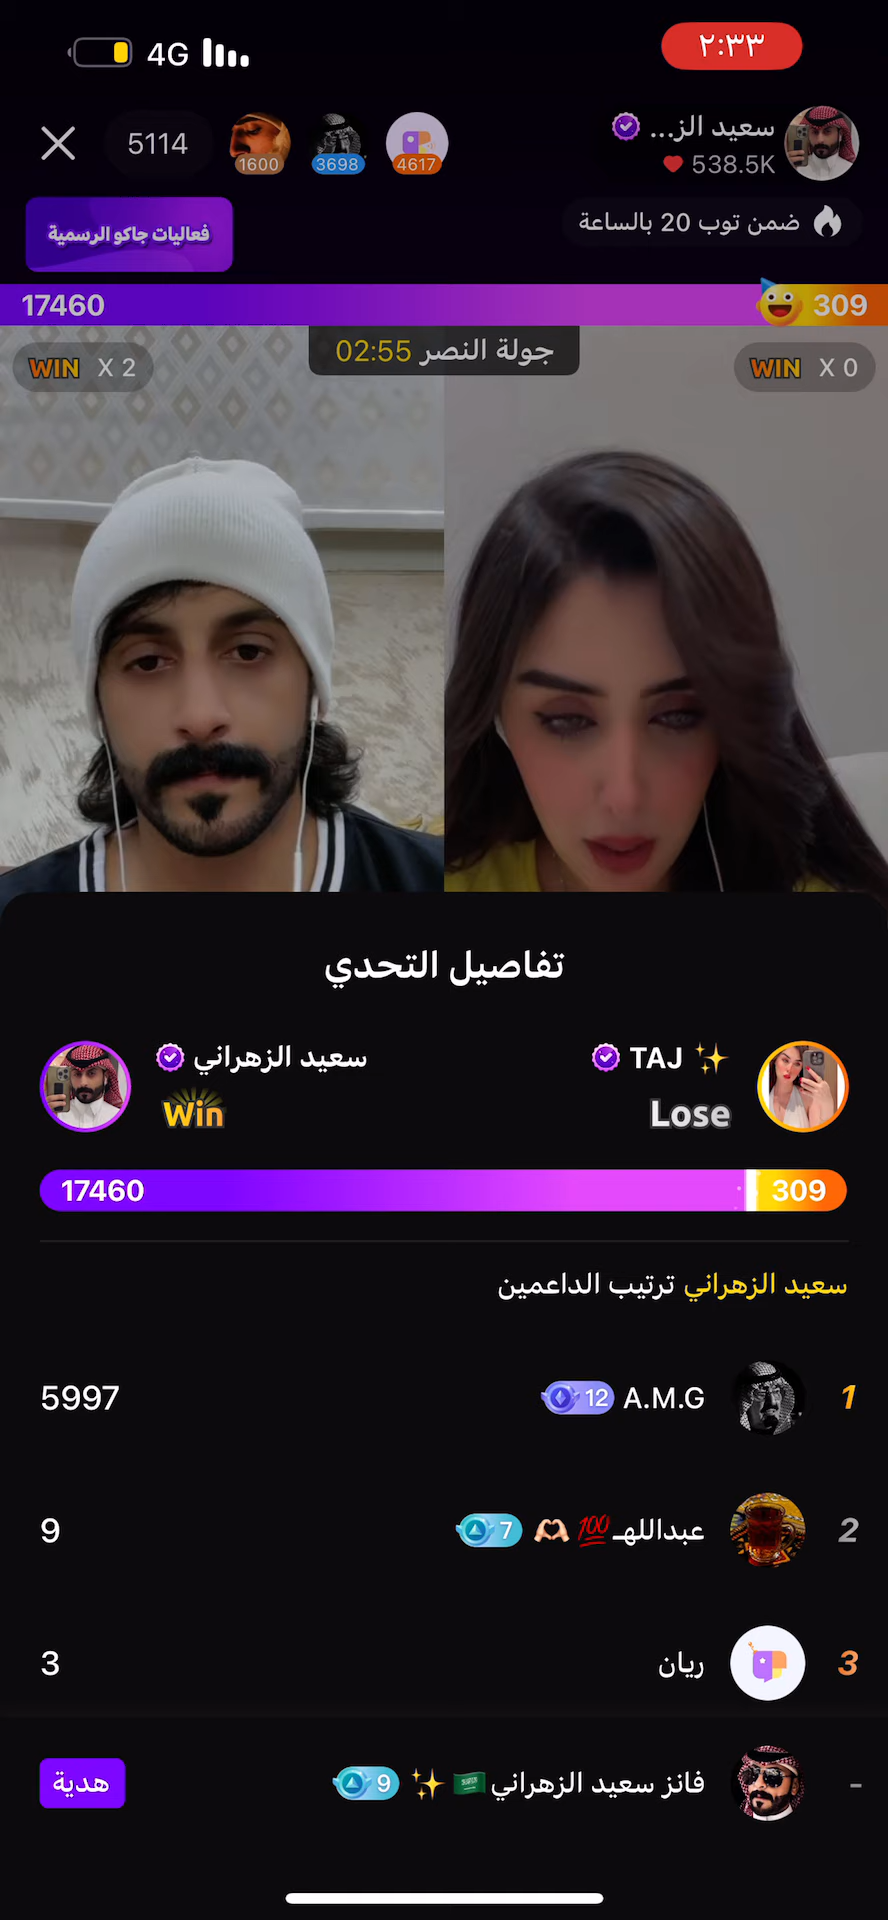 4G
٢:٣٣
5114
1600
3698
4617
سعيد الز...
538.5K
فعاليات جاكو الرسمية
ضمن توب 20 بالساعة
17460
309
WIN X 2
جولة النصر 02:55
WIN X 0
تفاصيل التحدي
سعيد الزهراني
Win
TAJ ✨
Lose
17460
309
سعيد الزهراني ترتيب الداعمين
1 A.M.G 12 5997
2 عبداللهـ💯🫶🏻 7 9
3 ريان 3
- فانز سعيد الزهراني🇸🇦✨ 9 هدية